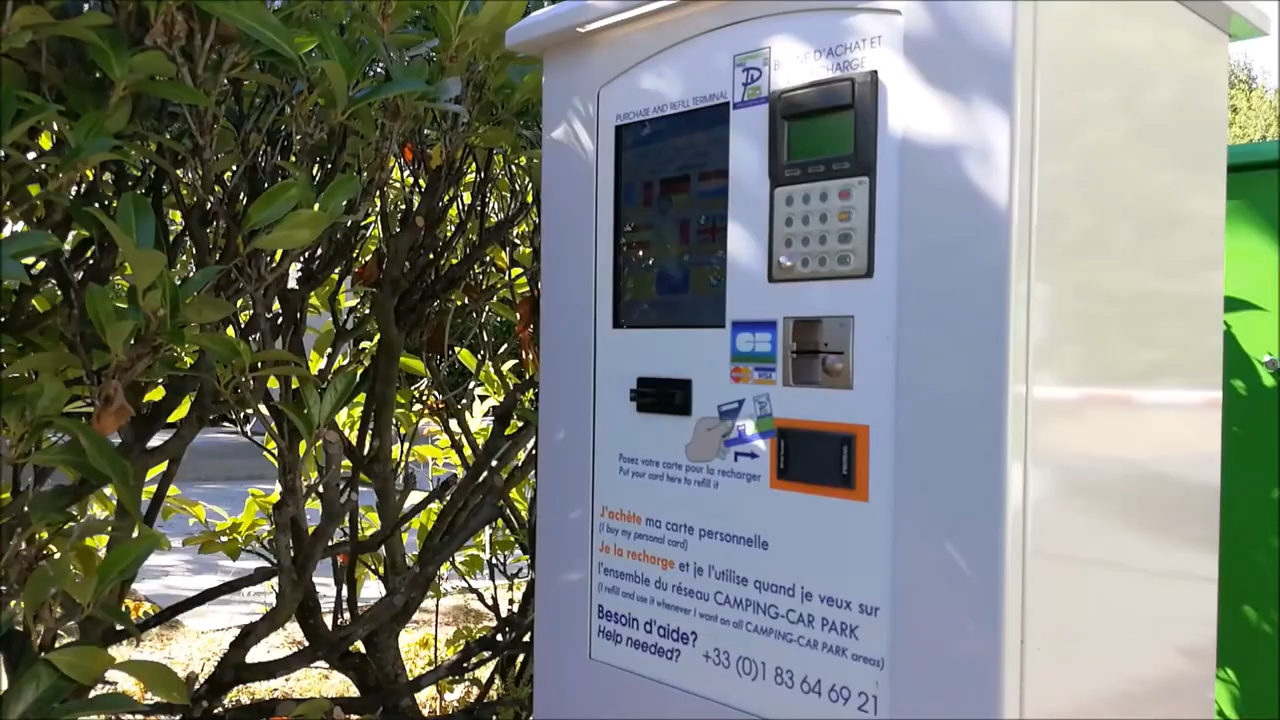 D'ACHAT ET
PURCHASE AND REFILL TERMINAL
CB
VISA
Posez votre carte pour la recharger
Put your card here to refill it
J'achète ma carte personnelle
(I buy my personal card)
Je la recharge et je l'utilise quand je veux sur
l'ensemble du réseau CAMPING-CAR PARK
(I refill and use it whenever I want on all CAMPING-CAR PARK areas)
Besoin d'aide?
Help needed?
+33 (0)1 83 64 69 21